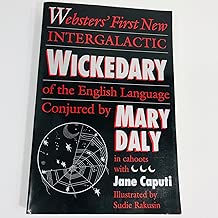 Websters' First New
INTERGALACTIC
WICKEDARY
of the English Language
Conjured by
MARY
DALY
in cahoots
with
Jane Caputi
Illustrated by
Sudie Rakusin